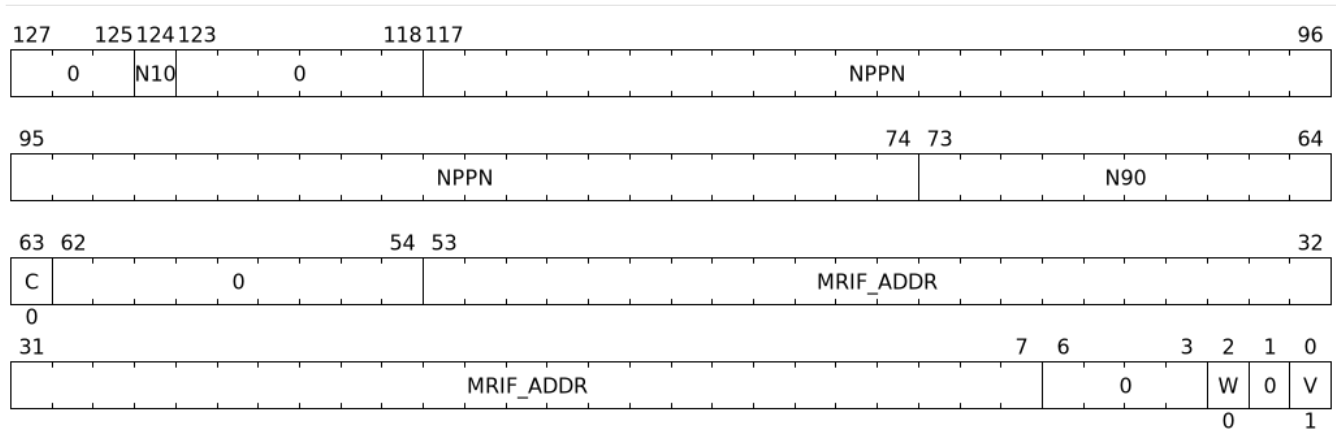 127 125 124 123 118 117 96
0 N10 0 NPPN
95 74 73 64
NPPN N90
63 62 54 53 32
C 0 MRIF_ADDR
0
31 7 6 3 2 1 0
MRIF_ADDR 0 W 0 V
0 1